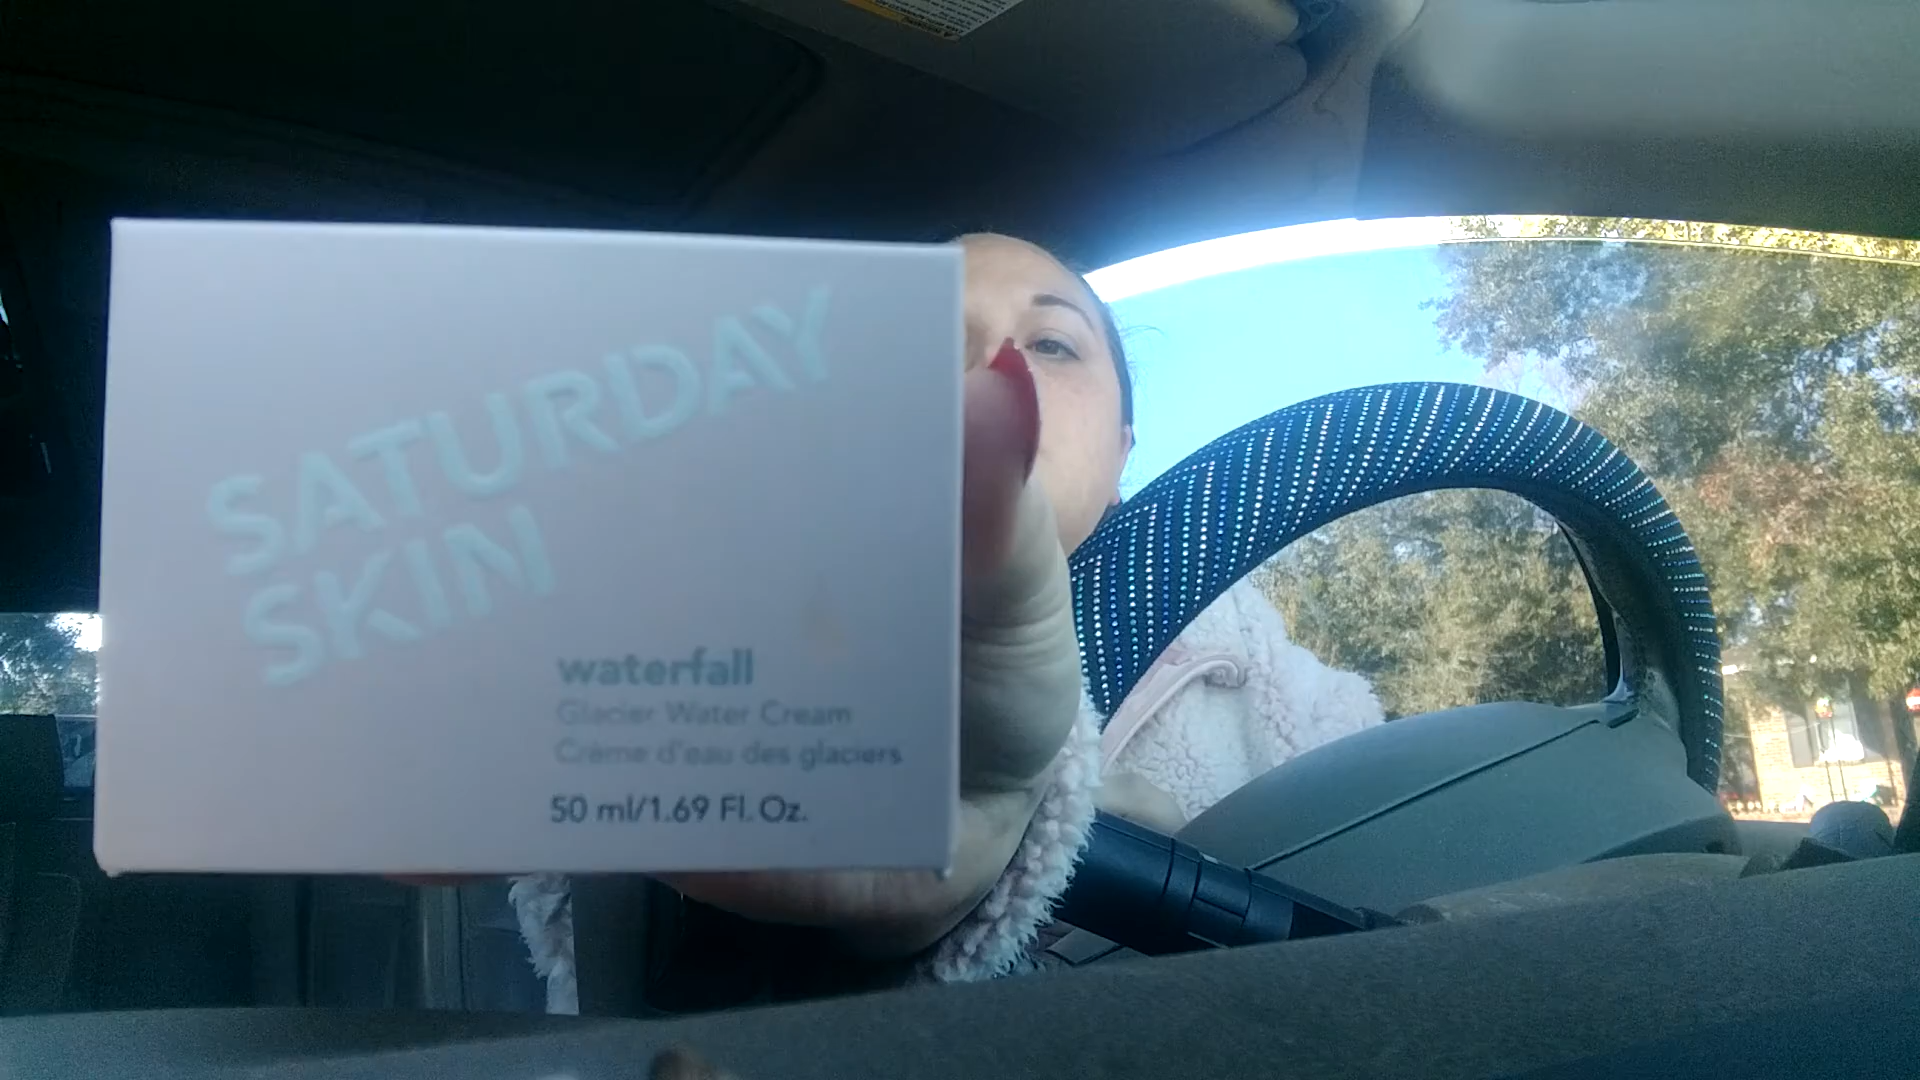 SATURDAY
SKIN
waterfall
Glacier Water Cream
Crème d'eau des glaciers
50 ml/1.69 Fl. Oz.